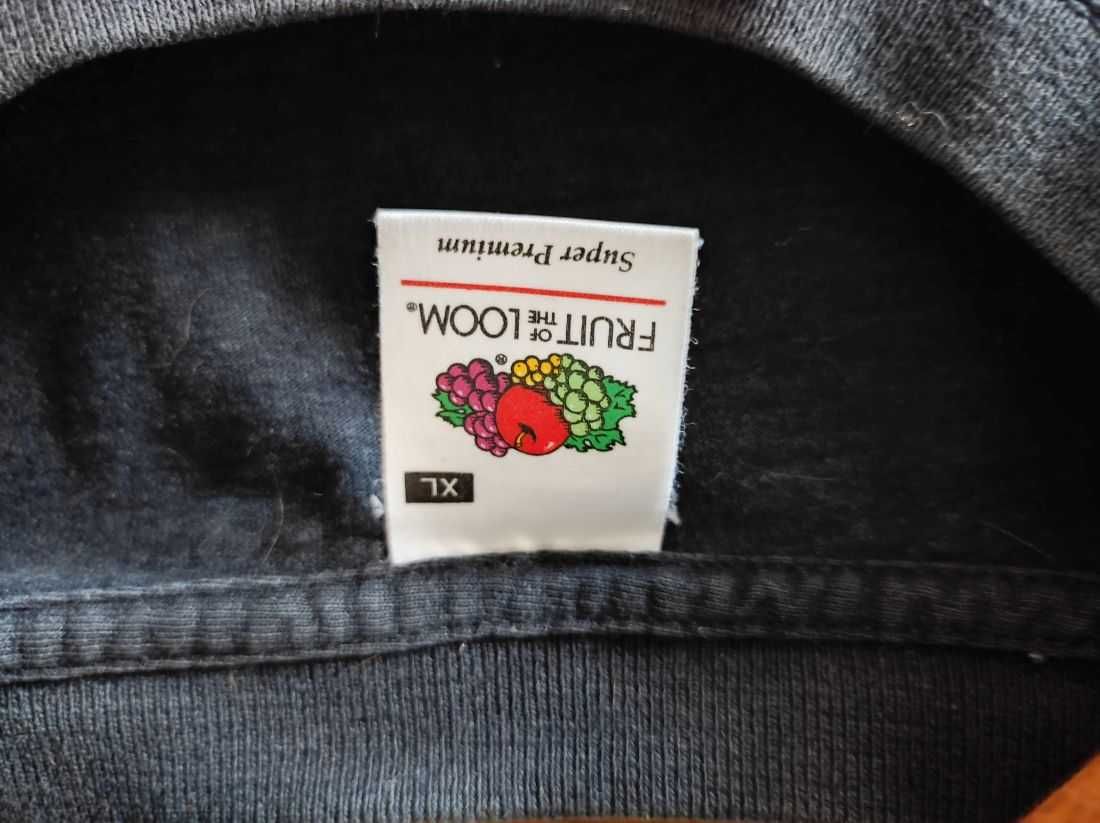 XL
FRUIT OF THE LOOM®
Super Premium